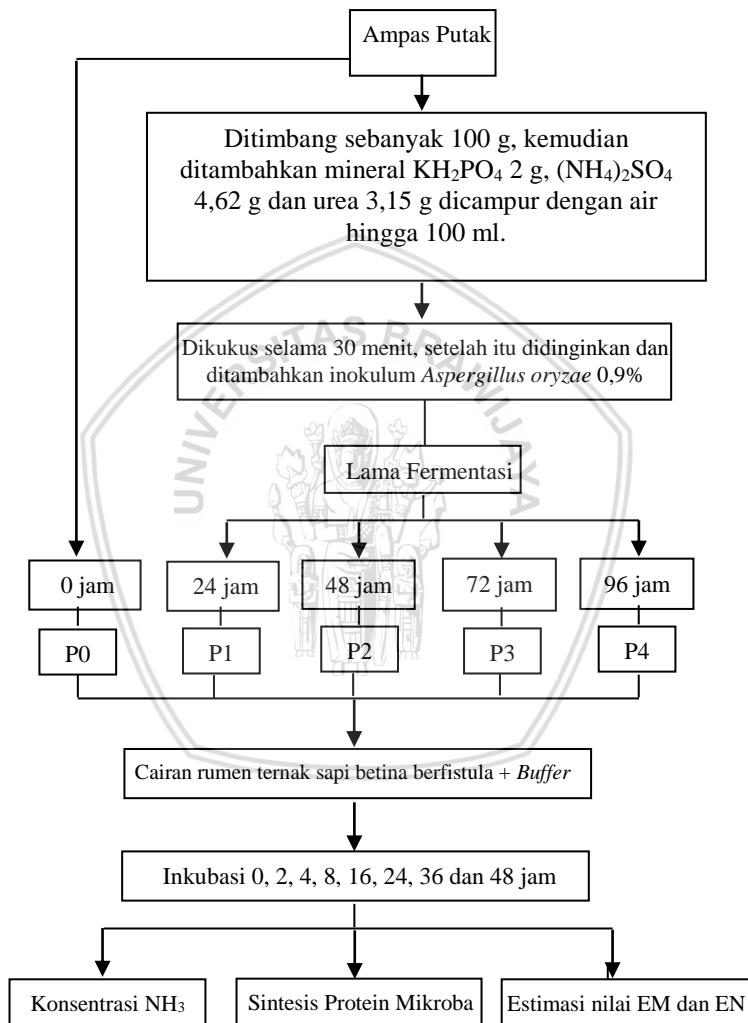 Ampas Putak
Ditimbang sebanyak 100 g, kemudian
ditambahkan mineral KH₂PO₄ 2 g, (NH₄)₂SO₄
4,62 g dan urea 3,15 g dicampur dengan air
hingga 100 ml.
Dikukus selama 30 menit, setelah itu didinginkan dan
ditambahkan inokulum Aspergillus oryzae 0,9%
UNIVERSITAS BRAWIJAYA
Lama Fermentasi
0 jam
24 jam
48 jam
72 jam
96 jam
P0
P1
P2
P3
P4
Cairan rumen ternak sapi betina berfistula + Buffer
Inkubasi 0, 2, 4, 8, 16, 24, 36 dan 48 jam
Konsentrasi NH₃
Sintesis Protein Mikroba
Estimasi nilai EM dan EN